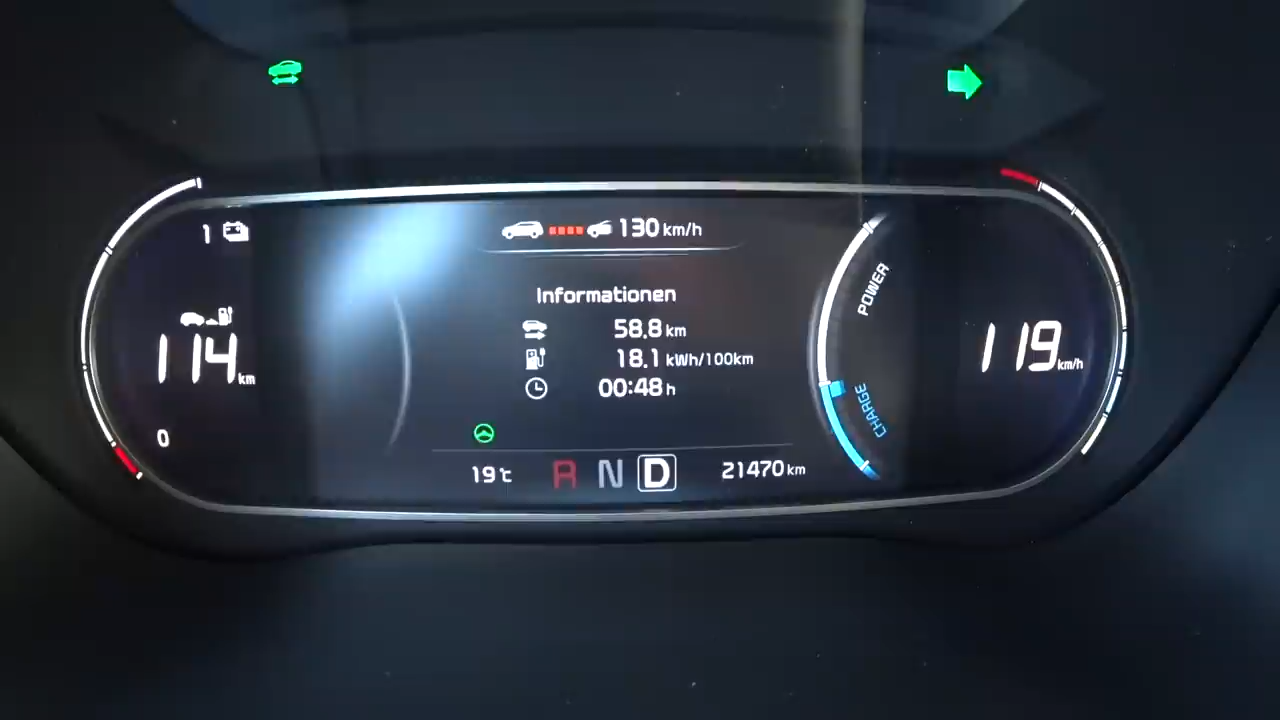 130 km/h
1
Informationen
58.8 km
18.1 kWh/100km
00:48 h
114 km
0
POWER
CHARGE
119 km/h
19 °C
R N D
21470 km